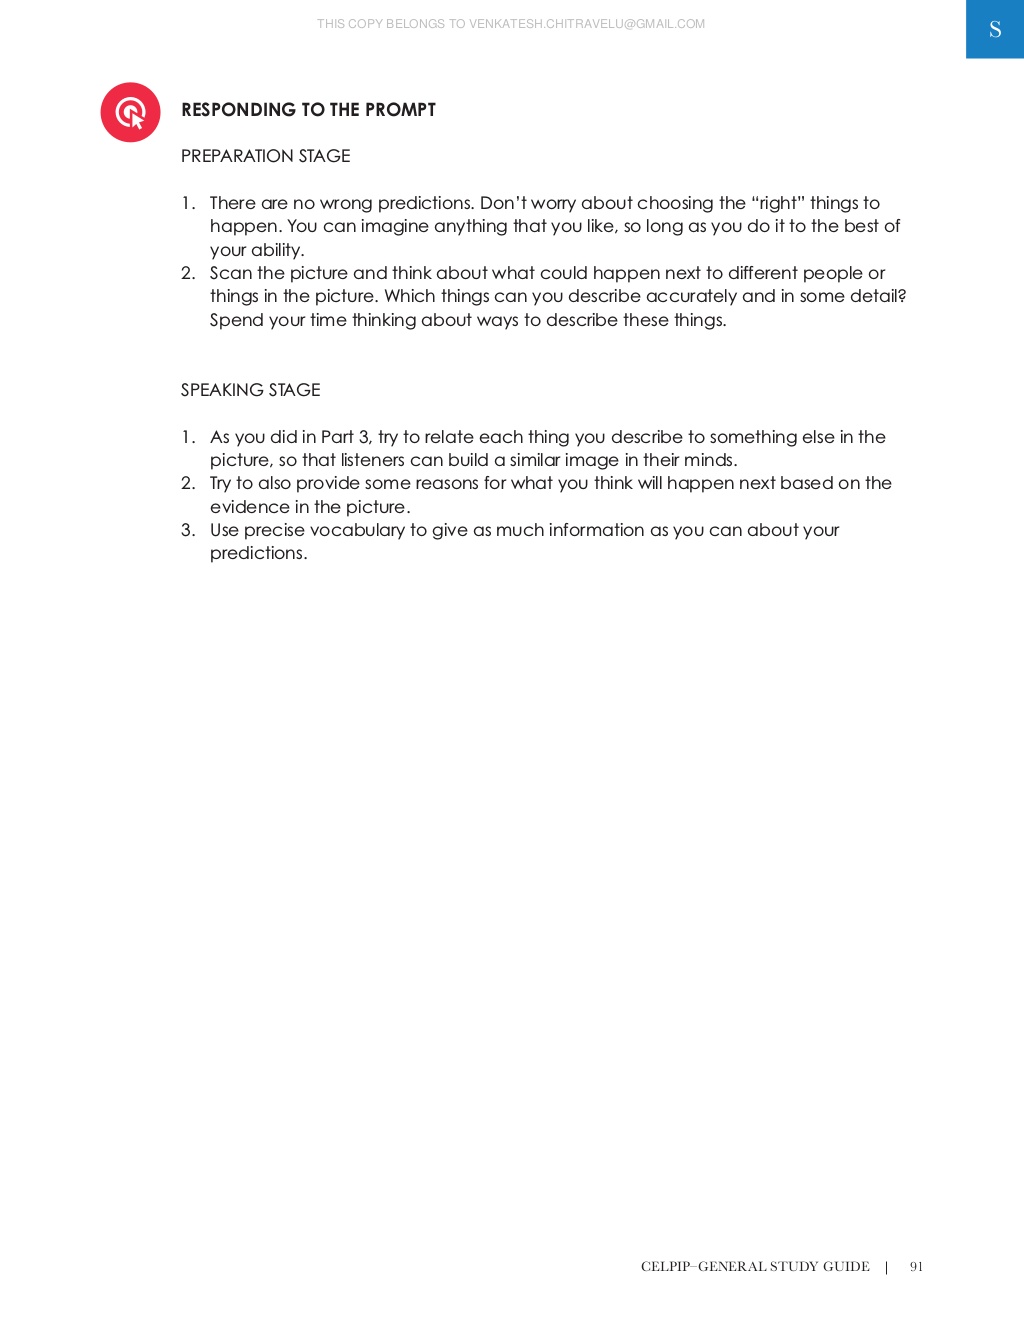 THIS COPY BELONGS TO VENKATESH.CHITRAVELU@GMAIL.COM
S
RESPONDING TO THE PROMPT
PREPARATION STAGE
1. There are no wrong predictions. Don’t worry about choosing the “right” things to
happen. You can imagine anything that you like, so long as you do it to the best of
your ability.
2. Scan the picture and think about what could happen next to different people or
things in the picture. Which things can you describe accurately and in some detail?
Spend your time thinking about ways to describe these things.
SPEAKING STAGE
1. As you did in Part 3, try to relate each thing you describe to something else in the
picture, so that listeners can build a similar image in their minds.
2. Try to also provide some reasons for what you think will happen next based on the
evidence in the picture.
3. Use precise vocabulary to give as much information as you can about your
predictions.
CELPIP–GENERAL STUDY GUIDE | 91